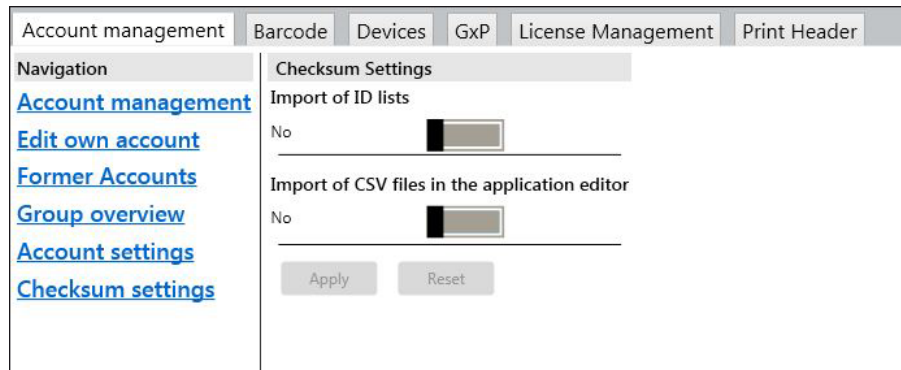 Account management Barcode Devices GxP License Management Print Header
Navigation
Account management
Edit own account
Former Accounts
Group overview
Account settings
Checksum settings
Checksum Settings
Import of ID lists
No
Import of CSV files in the application editor
No
Apply Reset